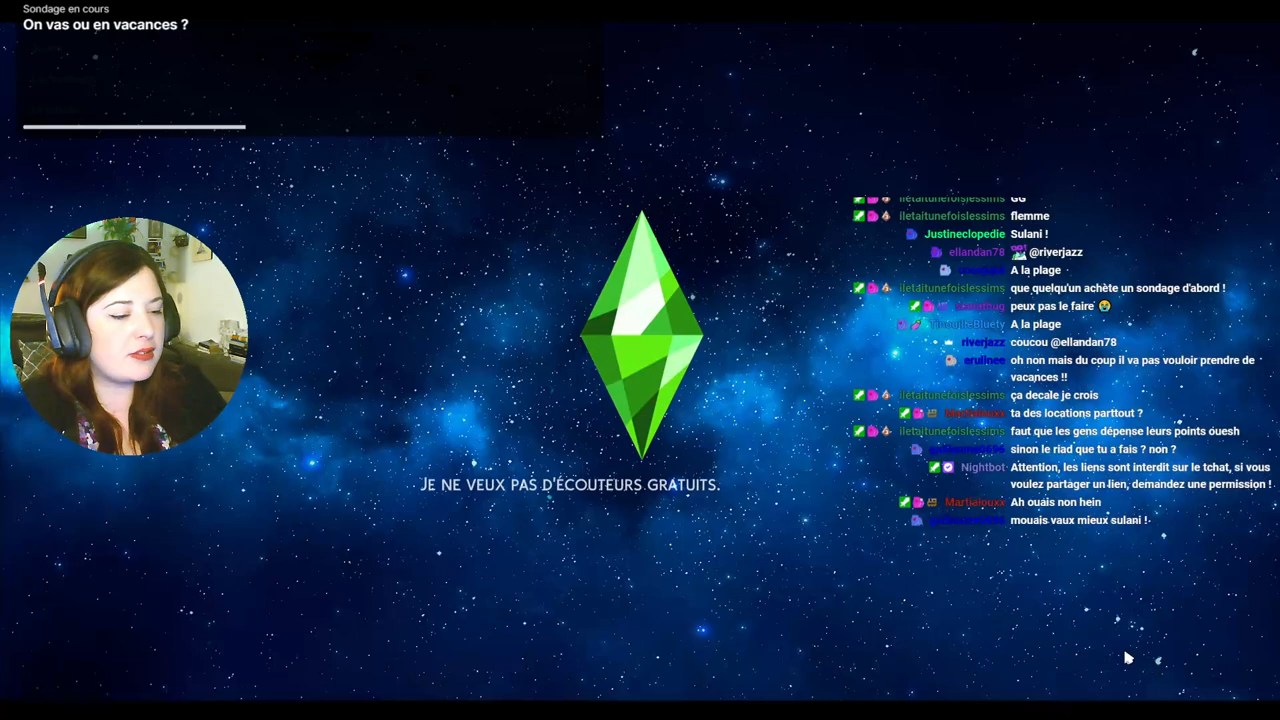 Sondage en cours
On vas ou en vacances ?
iletaitunefoislessims GG
iletaitunefoislessims flemme
Justineclopedie Sulani !
ellandan78 @riverjazz
A la plage
iletaitunefoislessims que quelqu'un achète un sondage d'abord !
peux pas le faire 😭
A la plage
riverjazz coucou @ellandan78
erulinee oh non mais du coup il va pas vouloir prendre de
vacances !!
iletaitunefoislessims ça decale je crois
ta des locations parttout ?
iletaitunefoislessims faut que les gens dépense leurs points ouesh
sinon le riad que tu a fais ? non ?
Nightbot Attention, les liens sont interdit sur le tchat, si vous
voulez partager un lien, demandez une permission !
Martialouxx Ah ouais non hein
mouais vaux mieux sulani !
JE NE VEUX PAS D'ÉCOUTEURS GRATUITS.